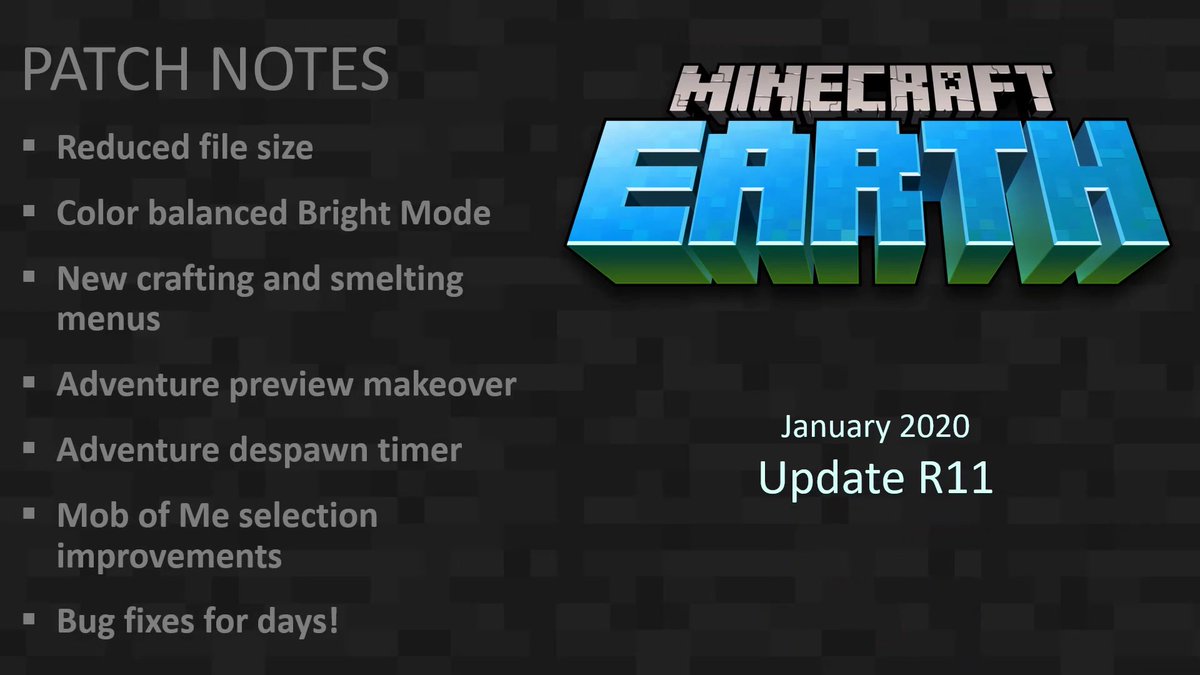 PATCH NOTES
▪ Reduced file size
▪ Color balanced Bright Mode
▪ New crafting and smelting
menus
▪ Adventure preview makeover
▪ Adventure despawn timer
▪ Mob of Me selection
improvements
▪ Bug fixes for days!
MINECRAFT
EARTH
January 2020
Update R11